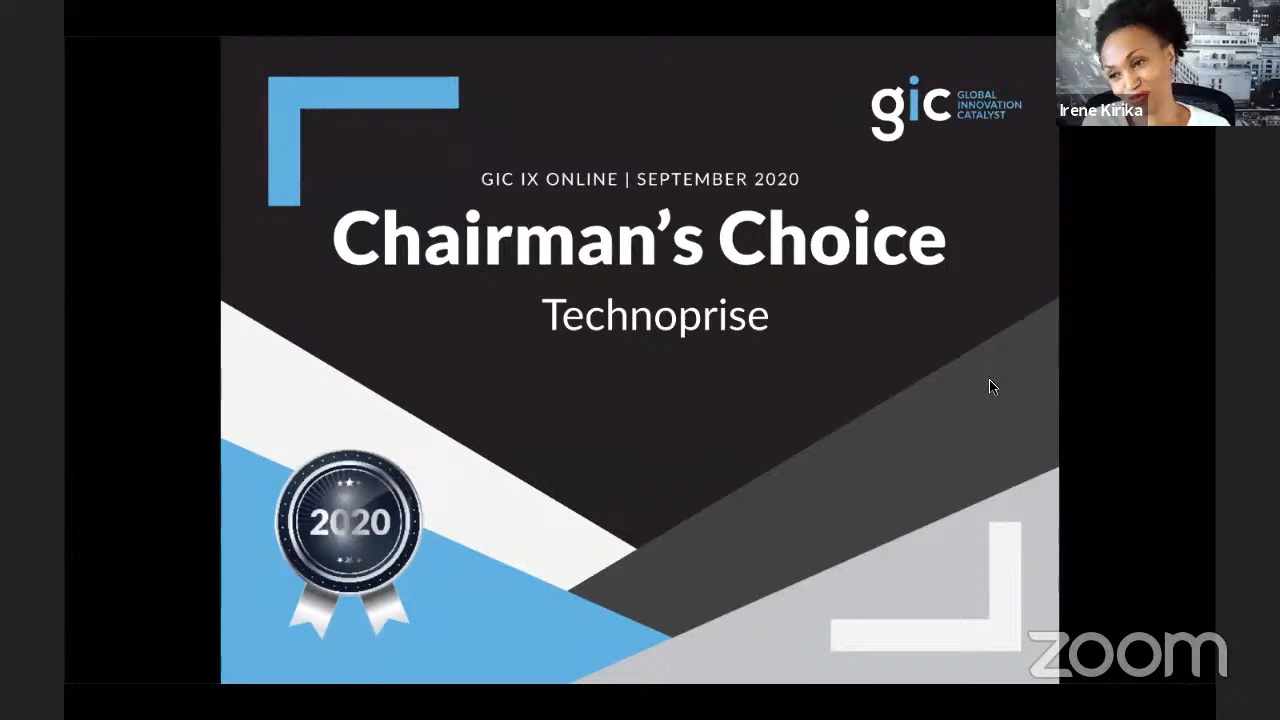 gic
GLOBAL
INNOVATION
CATALYST
Irene Kirika
GIC IX ONLINE | SEPTEMBER 2020
Chairman’s Choice
Technoprise
2020
zoom